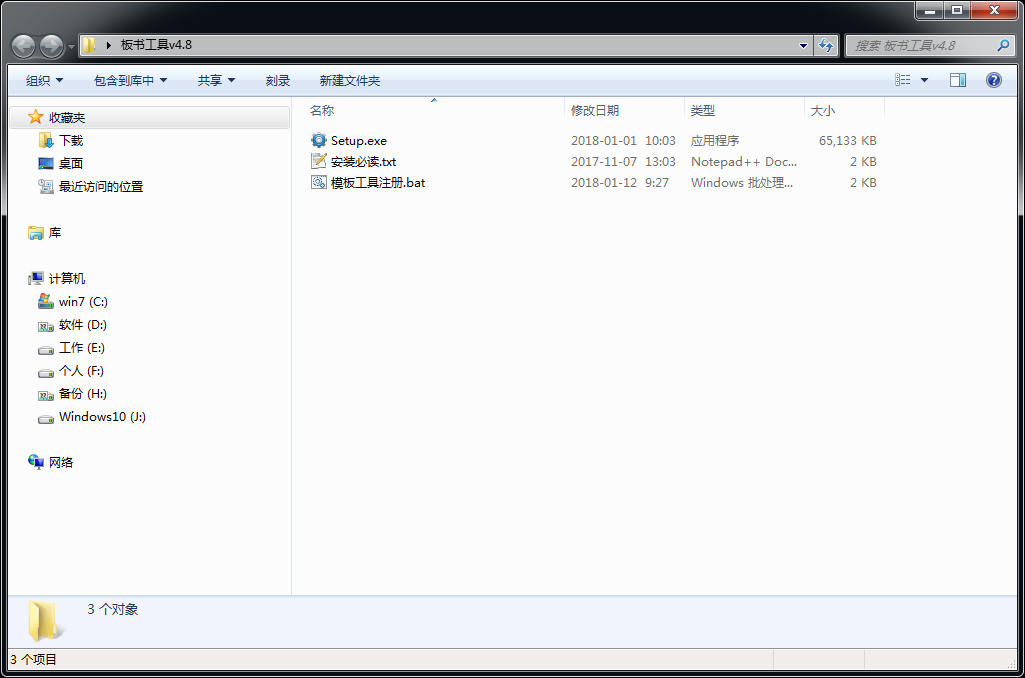 板书工具v4.8
搜索 板书工具v4.8
组织 包含到库中 共享 刻录 新建文件夹
名称 修改日期 类型 大小
收藏夹
下载
桌面
最近访问的位置
库
计算机
win7 (C:)
软件 (D:)
工作 (E:)
个人 (F:)
备份 (H:)
Windows10 (J:)
网络
Setup.exe 2018-01-01 10:03 应用程序 65,133 KB
安装必读.txt 2017-11-07 13:03 Notepad++ Doc... 2 KB
模板工具注册.bat 2018-01-12 9:27 Windows 批处理... 2 KB
3 个对象
3 个项目